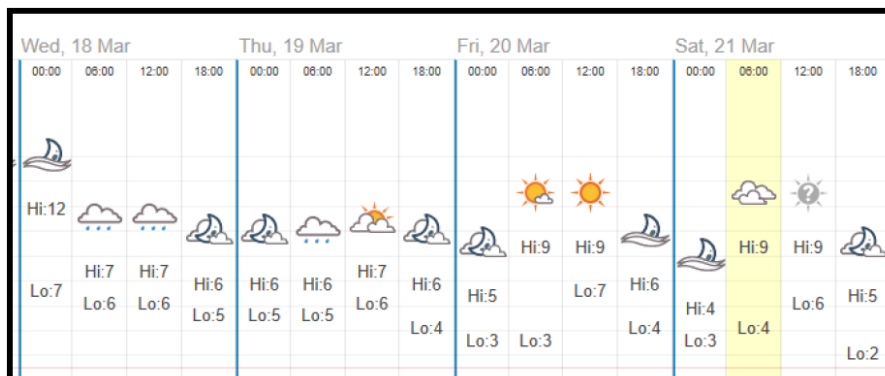 Wed, 18 Mar Thu, 19 Mar Fri, 20 Mar Sat, 21 Mar
00:00 06:00 12:00 18:00 00:00 06:00 12:00 18:00 00:00 06:00 12:00 18:00 00:00 06:00 12:00 18:00
?
Hi:12 Hi:9 Hi:9 Hi:9 Hi:9
Hi:7 Hi:7 Hi:6 Hi:6 Hi:6 Hi:7 Hi:6 Hi:5 Hi:6 Hi:4 Hi:5
Lo:7 Lo:6 Lo:6 Lo:5 Lo:5 Lo:5 Lo:6 Lo:4 Lo:3 Lo:3 Lo:7 Lo:4 Lo:3 Lo:4 Lo:6 Lo:2